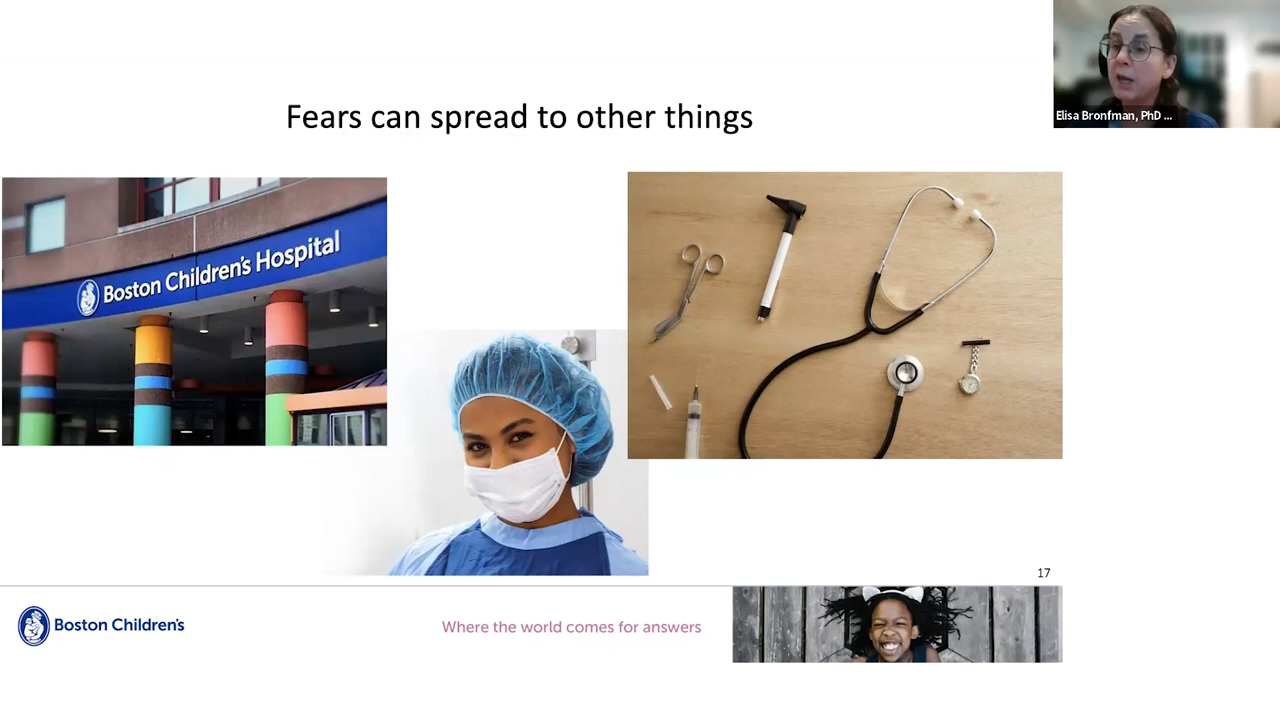 Elisa Bronfman, PhD ...
Fears can spread to other things
Boston Children's Hospital
17
Boston Children's
Where the world comes for answers